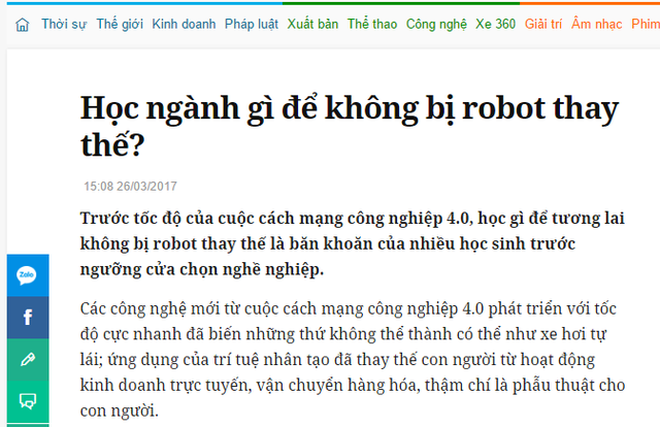 Thời sự Thế giới Kinh doanh Pháp luật Xuất bản Thể thao Công nghệ Xe 360 Giải trí Âm nhạc Phim
Học ngành gì để không bị robot thay
thế?
15:08 26/03/2017
Trước tốc độ của cuộc cách mạng công nghiệp 4.0, học gì để tương lai
không bị robot thay thế là băn khoăn của nhiều học sinh trước
ngưỡng cửa chọn nghề nghiệp.
Zalo
Các công nghệ mới từ cuộc cách mạng công nghiệp 4.0 phát triển với tốc
độ cực nhanh đã biến những thứ không thể thành có thể như xe hơi tự
lái; ứng dụng của trí tuệ nhân tạo đã thay thế con người từ hoạt động
kinh doanh trực tuyến, vận chuyển hàng hóa, thậm chí là phẫu thuật cho
con người.